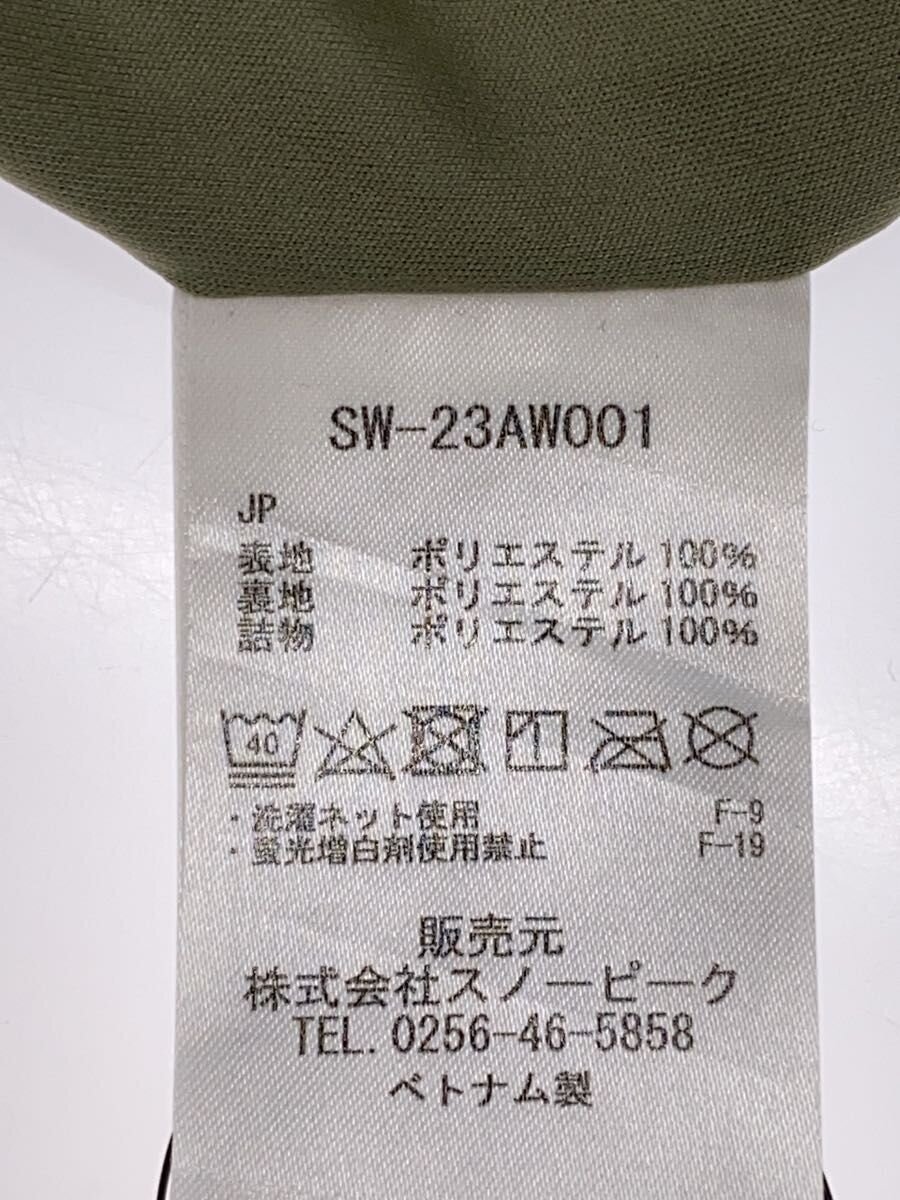 SW-23AW001
JP
表地 ポリエステル 100%
裏地 ポリエステル 100%
詰物 ポリエステル 100%
40
・洗濯ネット使用 F-9
・蛍光増白剤使用禁止 F-19
販売元
株式会社スノーピーク
TEL. 0256-46-5858
ベトナム製